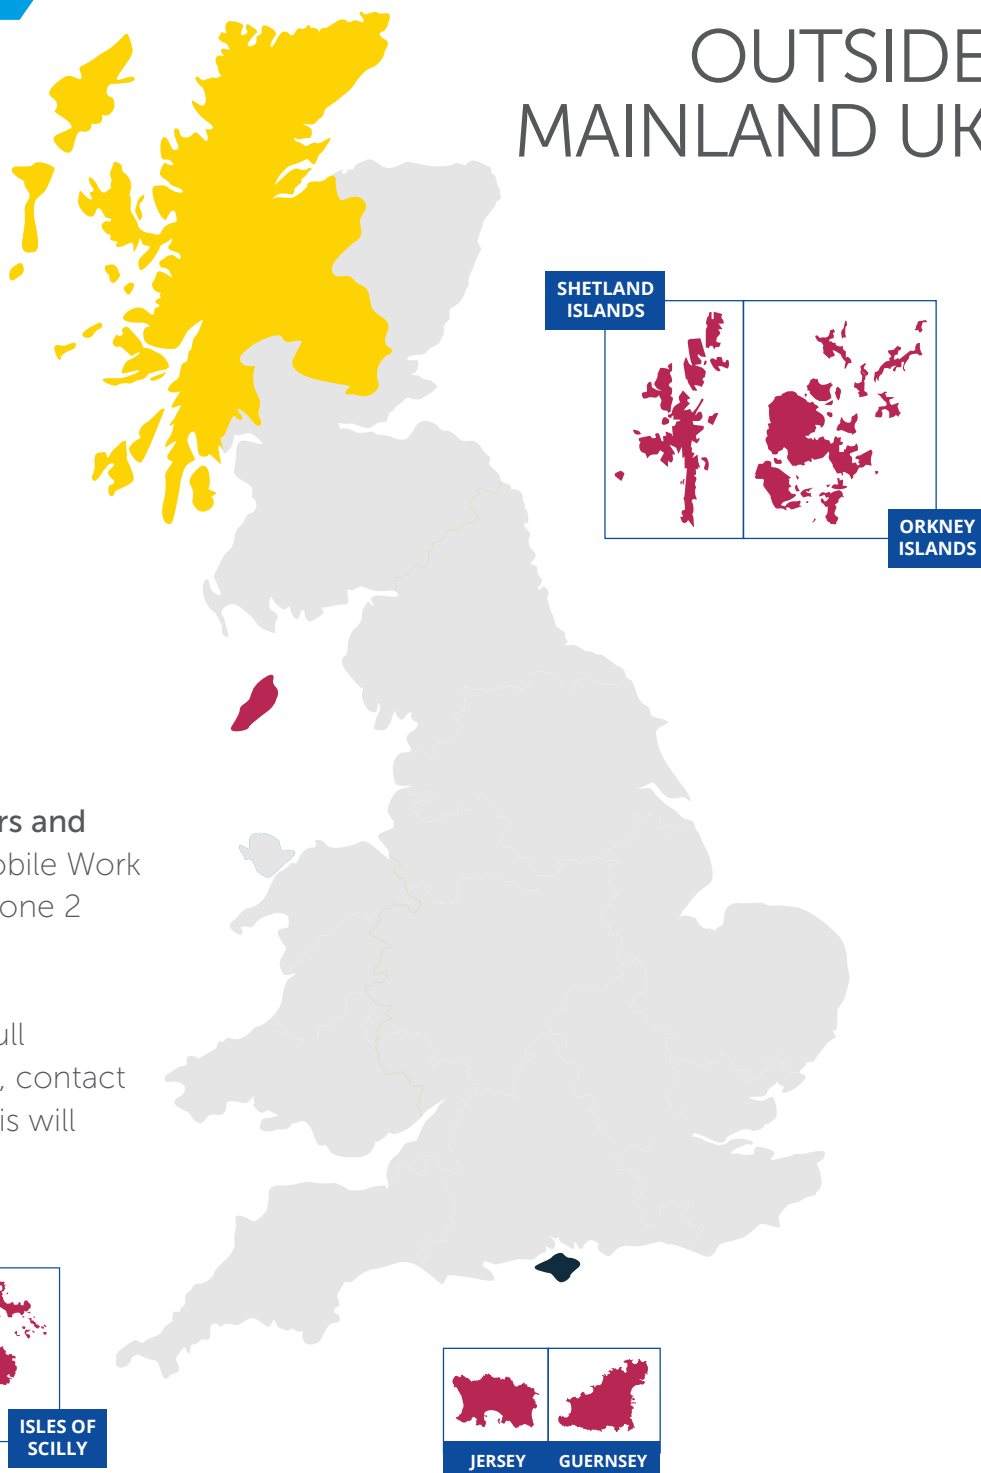 OUTSIDE
MAINLAND UK
SHETLAND
ISLANDS
ORKNEY
ISLANDS
rs and
obile Work
one 2
ull
, contact
is will
ISLES OF
SCILLY
JERSEY
GUERNSEY